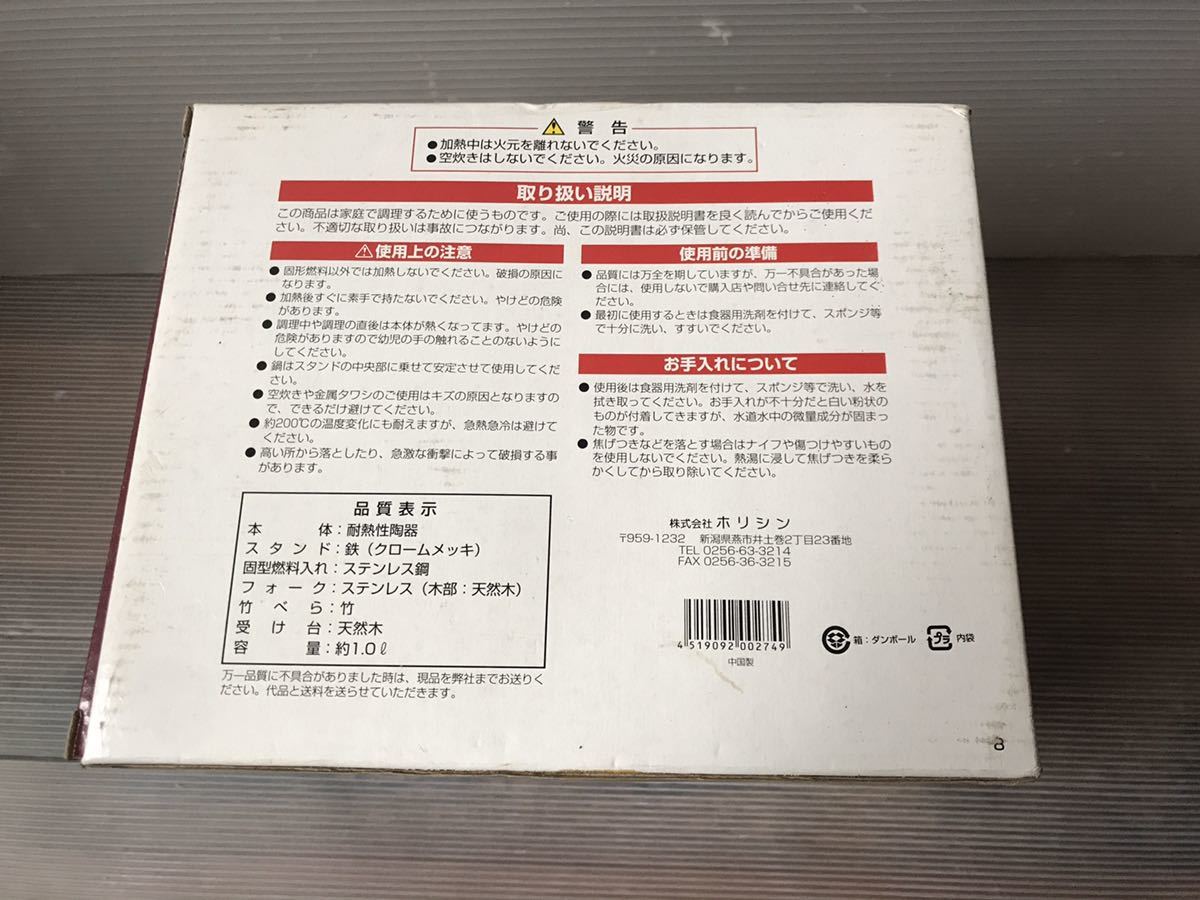 ⚠ 警告
●加熱中は火元を離れないでください。
●空炊きはしないでください。火災の原因になります。
取り扱い説明
この商品は家庭で調理するために使うものです。ご使用の際には取扱説明書を良く読んでからご使用くだ
さい。不適切な取り扱いは事故につながります。尚、この説明書は必ず保管してください。
⚠使用上の注意
●固形燃料以外では加熱しないでください。破損の原因に
なります。
●加熱後すぐに素手で持たないでください。やけどの危険
があります。
●調理中や調理の直後は本体が熱くなってます。やけどの
危険がありますので幼児の手の触れることのないように
してください。
●鍋はスタンドの中央部に乗せて安定させて使用してくだ
さい。
●空炊きや金属タワシのご使用はキズの原因となりますの
で、できるだけ避けてください。
●約200℃の温度変化にも耐えますが、急熱急冷は避けて
ください。
●高い所から落としたり、急激な衝撃によって破損する事
があります。
使用前の準備
●品質には万全を期していますが、万一不具合があった場
合には、使用しないで購入店や問い合せ先に連絡してく
ださい。
●最初に使用するときは食器用洗剤を付けて、スポンジ等
で十分に洗い、すすいでください。
お手入れについて
●使用後は食器用洗剤を付けて、スポンジ等で洗い、水を
拭き取ってください。お手入れが不十分だと白い粉状の
ものが付着してきますが、水道水中の微量成分が固まっ
た物です。
●焦げつきなどを落とす場合はナイフや傷つけやすいもの
を使用しないでください。熱湯に浸して焦げつきを柔ら
かくしてから取り除いてください。
品質表示
本体：耐熱性陶器
スタンド：鉄（クロームメッキ）
固型燃料入れ：ステンレス鋼
フォーク：ステンレス（木部：天然木）
竹べら：竹
受け台：天然木
容量：約1.0ℓ
万一品質に不具合がありました時は、現品を弊社までお送りく
ださい。代品と送料を送らせていただきます。
株式会社 ホリシン
〒959-1232 新潟県燕市井土巻2丁目23番地
TEL 0256-63-3214
FAX 0256-36-3215
4 519092 002749
中国製
箱：ダンボール
プラ 内袋
8